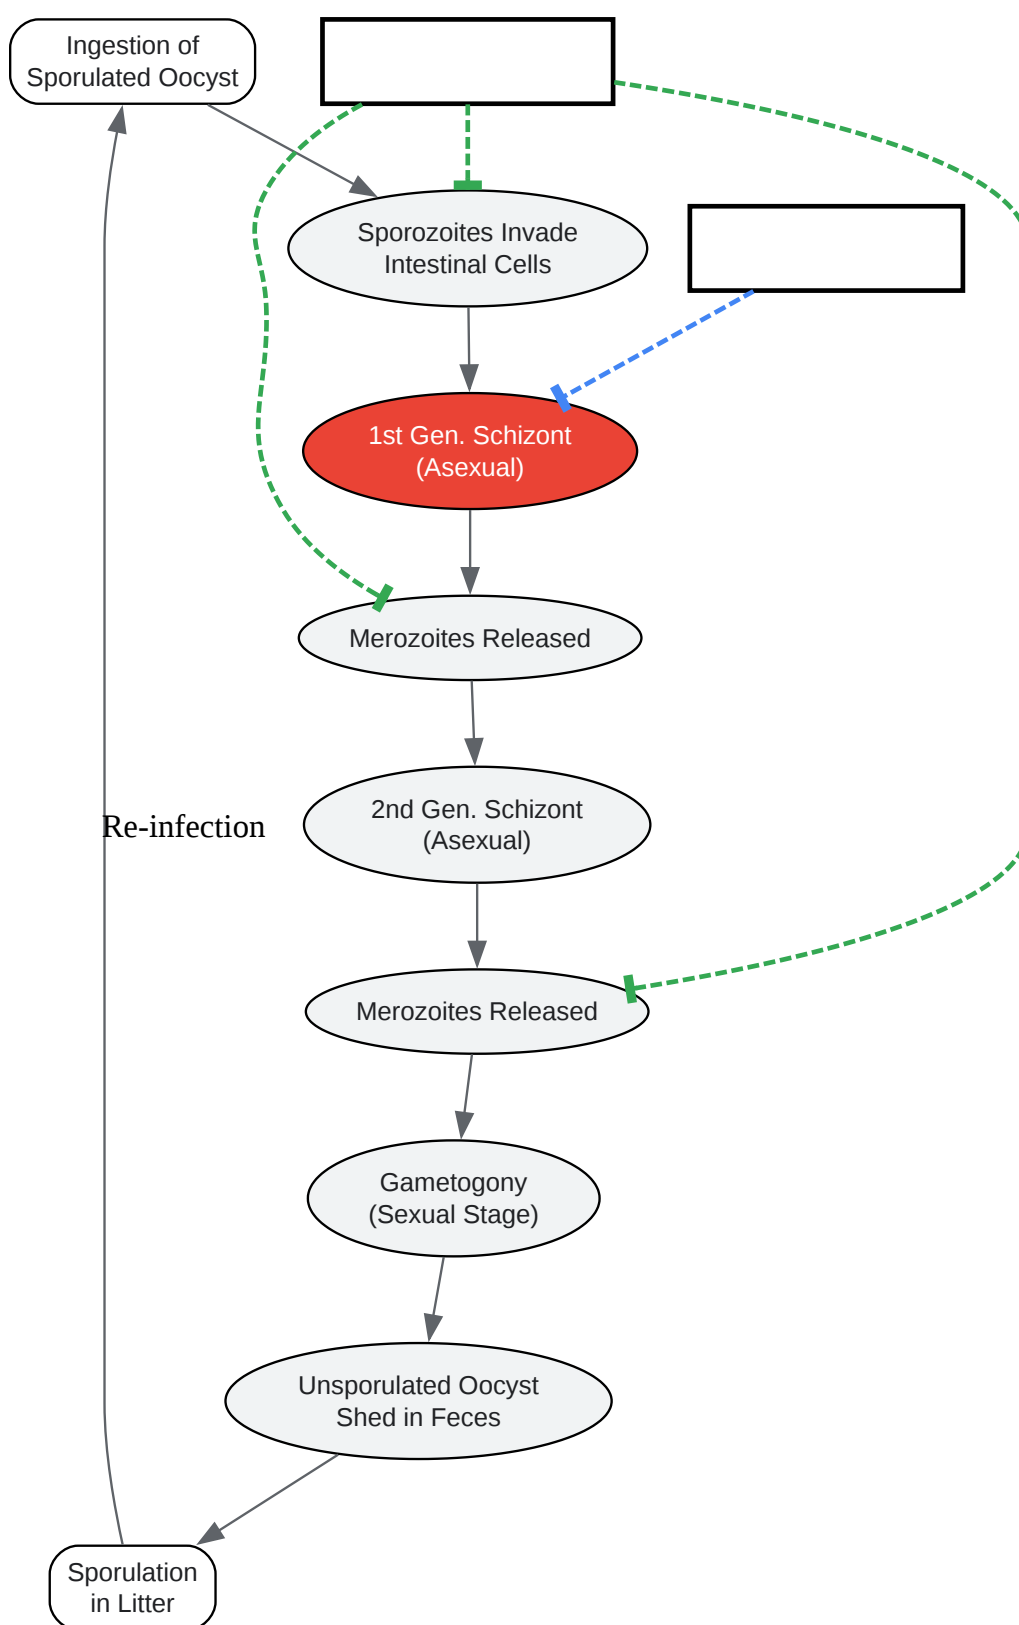 Ingestion of
Sporulated Oocyst
Sporozoites Invade
Intestinal Cells
1st Gen. Schizont
(Asexual)
Merozoites Released
2nd Gen. Schizont
(Asexual)
Re-infection
Merozoites Released
Gametogony
(Sexual Stage)
Unsporulated Oocyst
Shed in Feces
Sporulation
in Litter